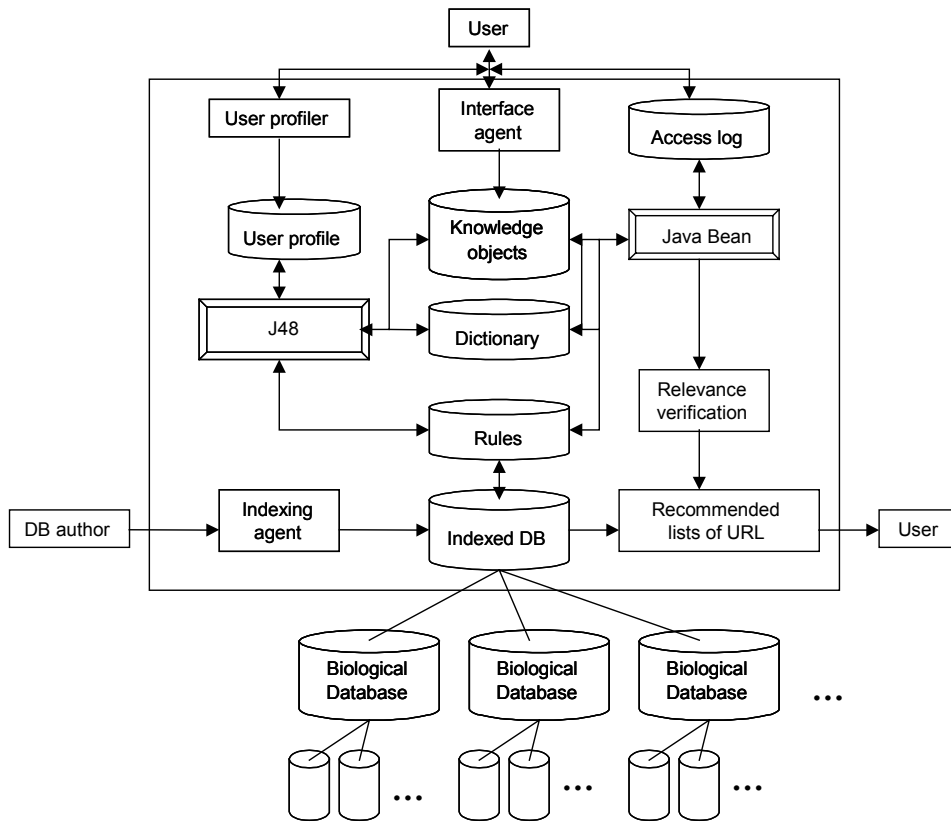 User
User profiler
Interface
agent
Access log
User profile
Knowledge
objects
Java Bean
J48
Dictionary
Relevance
verification
Rules
DB author
Indexing
agent
Indexed DB
Recommended
lists of URL
User
Biological
Database
Biological
Database
Biological
Database
...
... ... ...